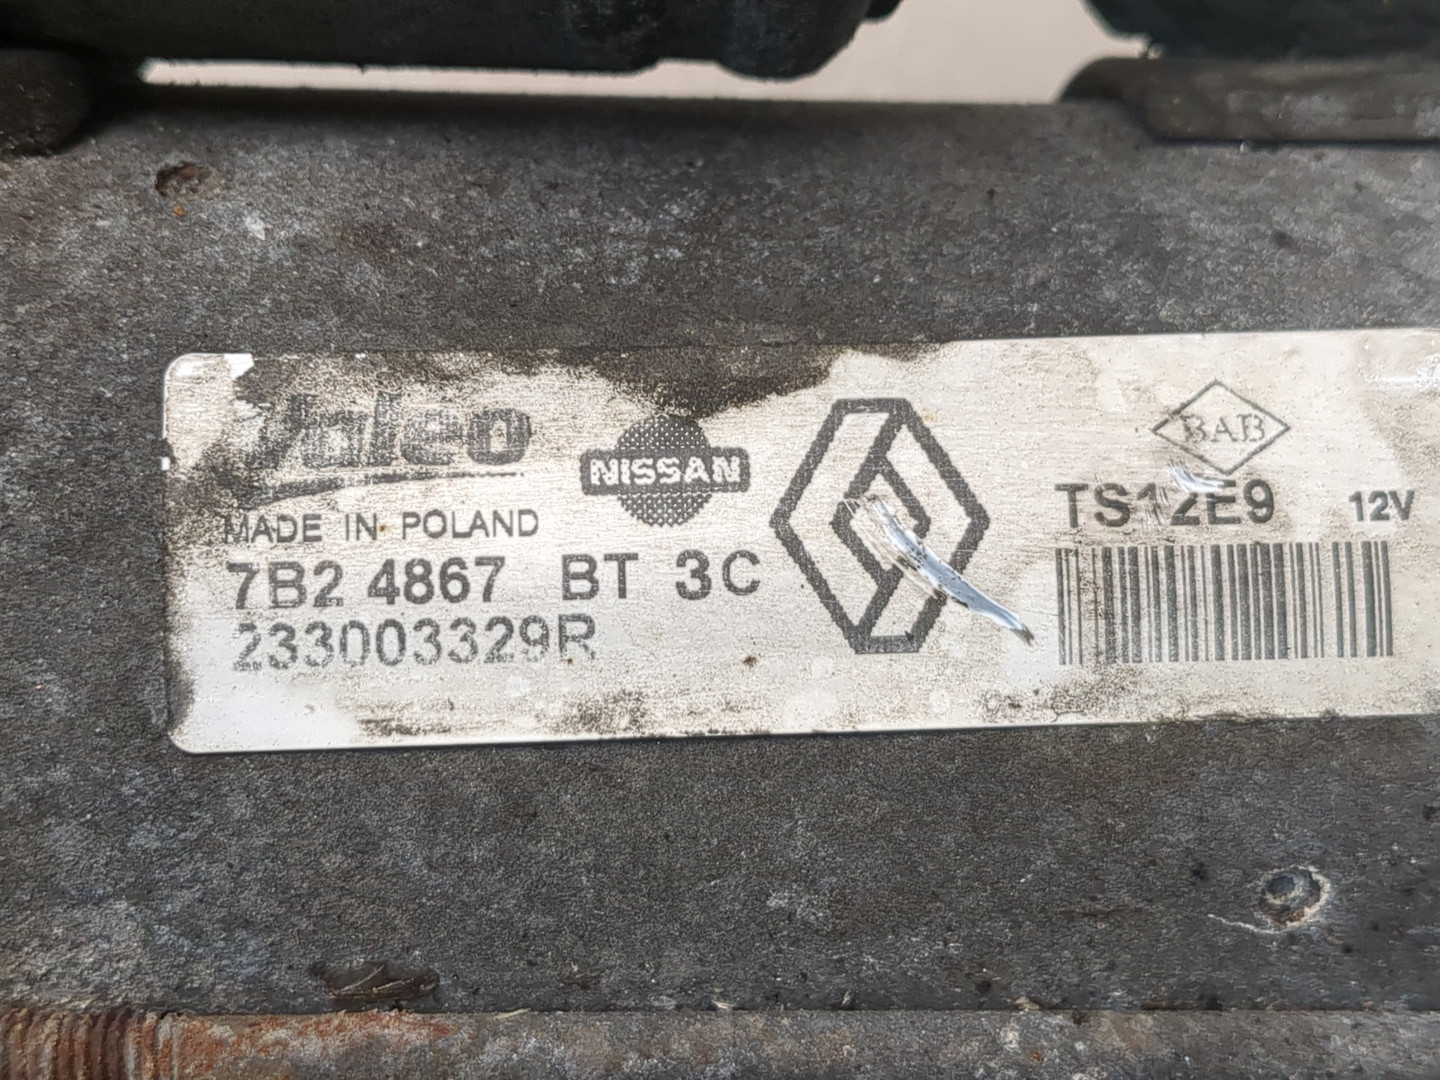 Valeo
NISSAN
BAB
MADE IN POLAND
TS12E9 12V
7B2 4867 BT 3C
233003329R